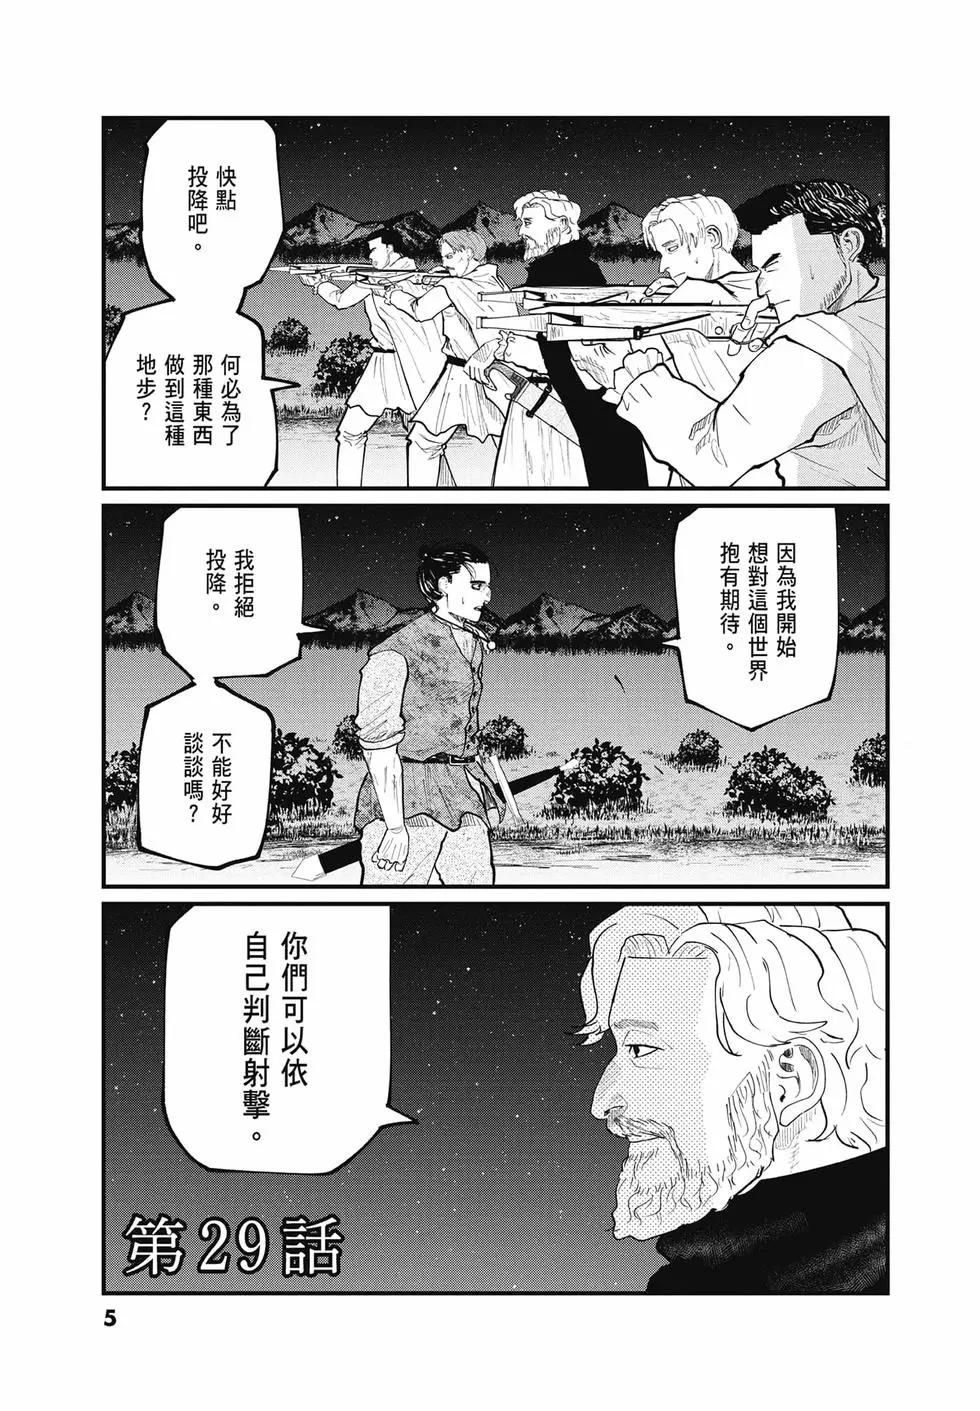 快點
投降吧。
何必為了
那種東西
做到這種
地步？
因為我開始
想對這個世界
抱有期待。
我拒絕
投降。
不能好好
談談嗎？
你們可以依
自己判斷射擊。
第29話
5